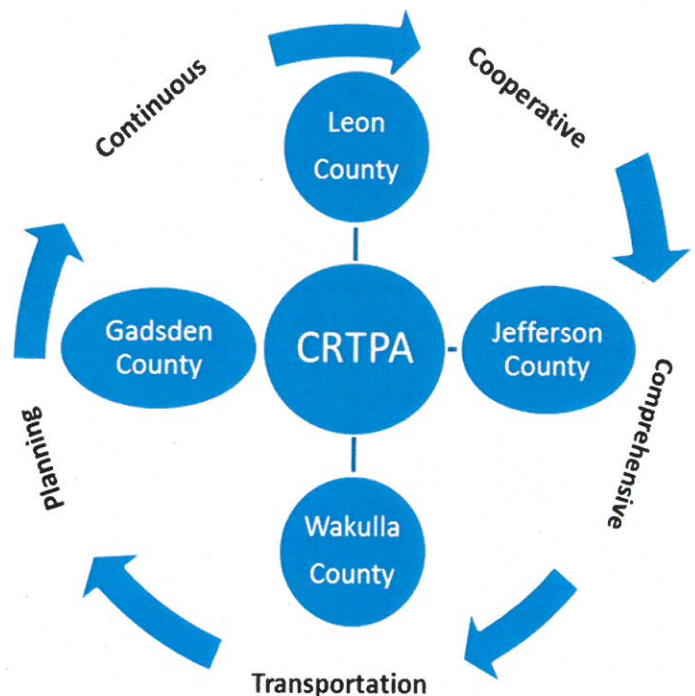 Continuous
Cooperative
Leon
County
Gadsden
County
CRTPA
Jefferson
County
Comprehensive
Planning
Wakulla
County
Transportation